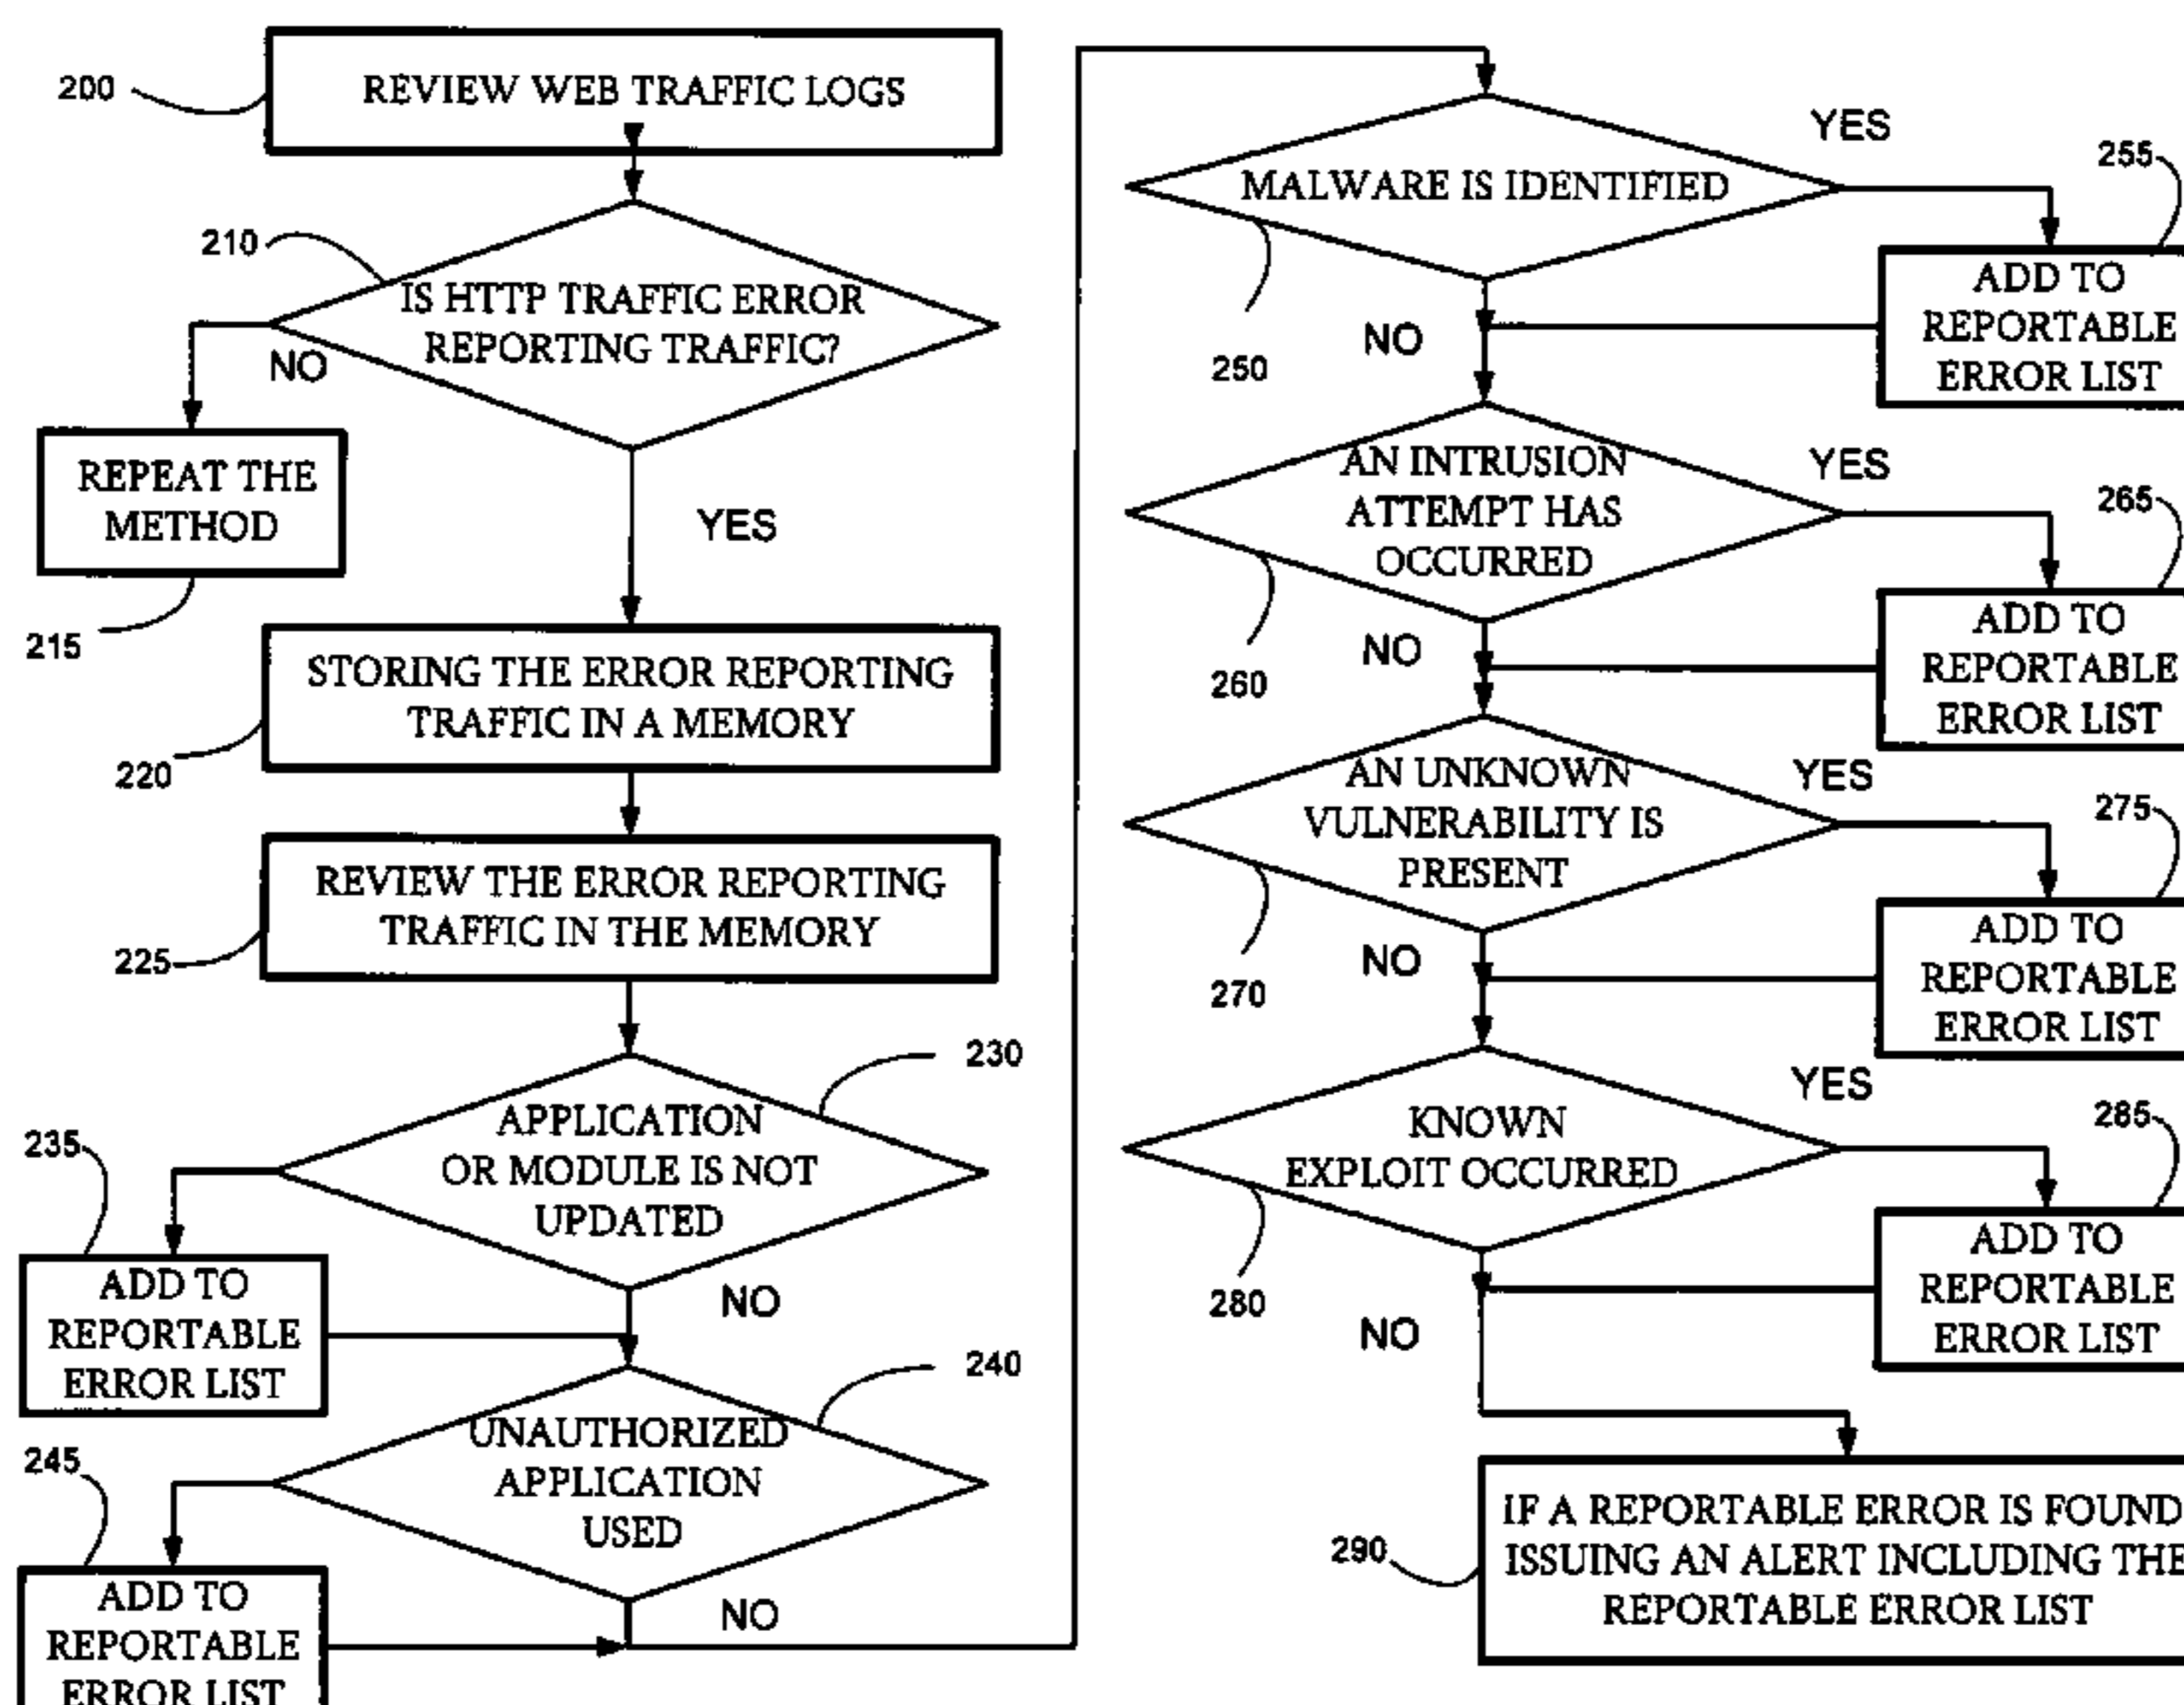 200
REVIEW WEB TRAFFIC LOGS
210
IS HTTP TRAFFIC ERROR
REPORTING TRAFFIC?
NO
REPEAT THE
METHOD
215
YES
STORING THE ERROR REPORTING
TRAFFIC IN A MEMORY
220
REVIEW THE ERROR REPORTING
TRAFFIC IN THE MEMORY
225
230
APPLICATION
OR MODULE IS NOT
UPDATED
235
ADD TO
REPORTABLE
ERROR LIST
NO
240
UNAUTHORIZED
APPLICATION
USED
245
ADD TO
REPORTABLE
ERROR LIST
NO
MALWARE IS IDENTIFIED
YES
255
ADD TO
REPORTABLE
ERROR LIST
250
NO
AN INTRUSION
ATTEMPT HAS
OCCURRED
YES
265
ADD TO
REPORTABLE
ERROR LIST
260
NO
AN UNKNOWN
VULNERABILITY IS
PRESENT
YES
275
ADD TO
REPORTABLE
ERROR LIST
270
NO
KNOWN
EXPLOIT OCCURRED
YES
285
ADD TO
REPORTABLE
ERROR LIST
280
NO
290
IF A REPORTABLE ERROR IS FOUND
ISSUING AN ALERT INCLUDING THE
REPORTABLE ERROR LIST